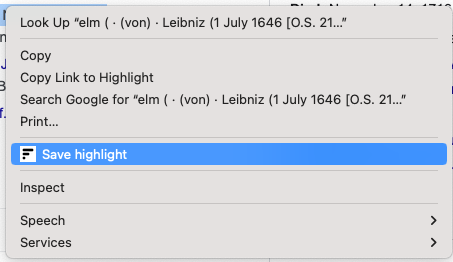 Look Up “elm ( · (von) · Leibniz (1 July 1646 [O.S. 21...”
Copy
Copy Link to Highlight
Search Google for “elm ( · (von) · Leibniz (1 July 1646 [O.S. 21...”
Print...
Save highlight
Inspect
Speech
Services